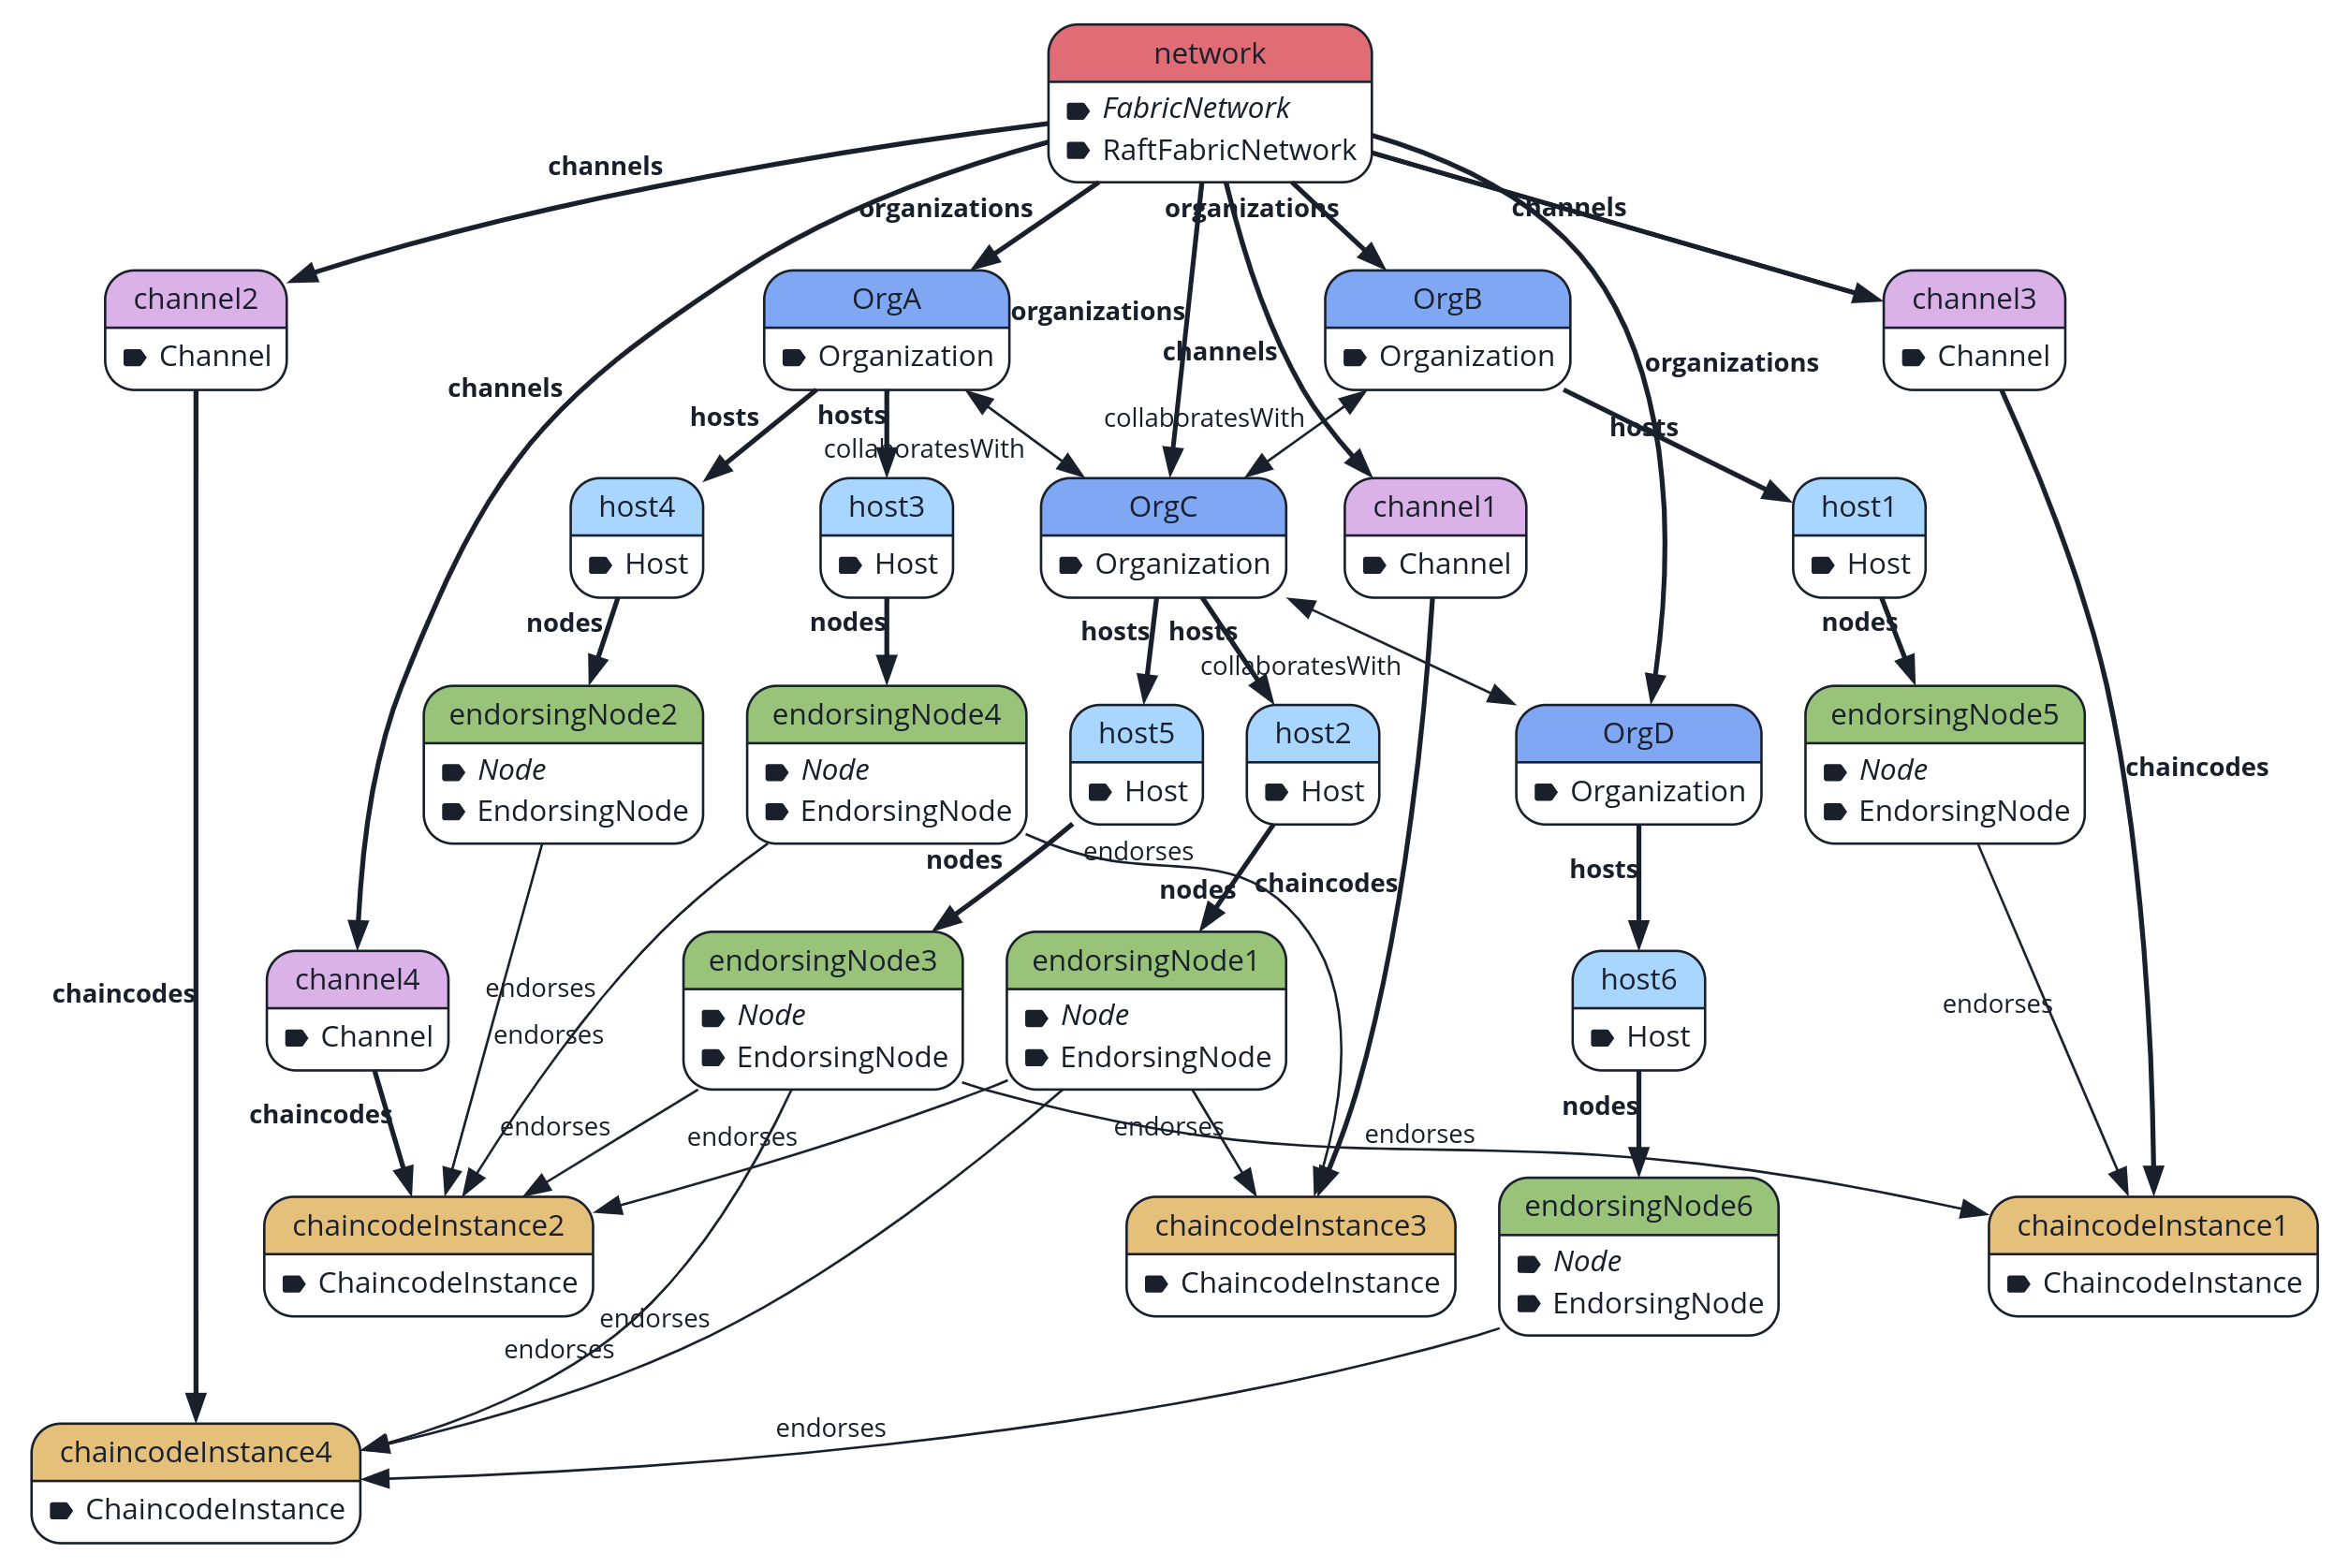 network
FabricNetwork
RaftFabricNetwork
channels
organizations
organizations
channels
channel2
Channel
OrgA
Organization
OrgB
Organization
channel3
Channel
organizations
channels
organizations
channels
hosts
hosts
collaboratesWith
collaboratesWith
hosts
host4
Host
host3
Host
OrgC
Organization
channel1
Channel
host1
Host
nodes
nodes
hosts
hosts
collaboratesWith
nodes
endorsingNode2
Node
EndorsingNode
endorsingNode4
Node
EndorsingNode
host5
Host
host2
Host
OrgD
Organization
endorsingNode5
Node
EndorsingNode
chaincodes
nodes
endorses
nodes
chaincodes
hosts
chaincodes
channel4
Channel
endorses
endorses
endorsingNode3
Node
EndorsingNode
endorsingNode1
Node
EndorsingNode
host6
Host
endorses
chaincodes
endorses
endorses
endorses
endorses
nodes
chaincodeInstance2
ChaincodeInstance
chaincodeInstance3
ChaincodeInstance
endorsingNode6
Node
EndorsingNode
chaincodeInstance1
ChaincodeInstance
endorses
endorses
endorses
chaincodeInstance4
ChaincodeInstance